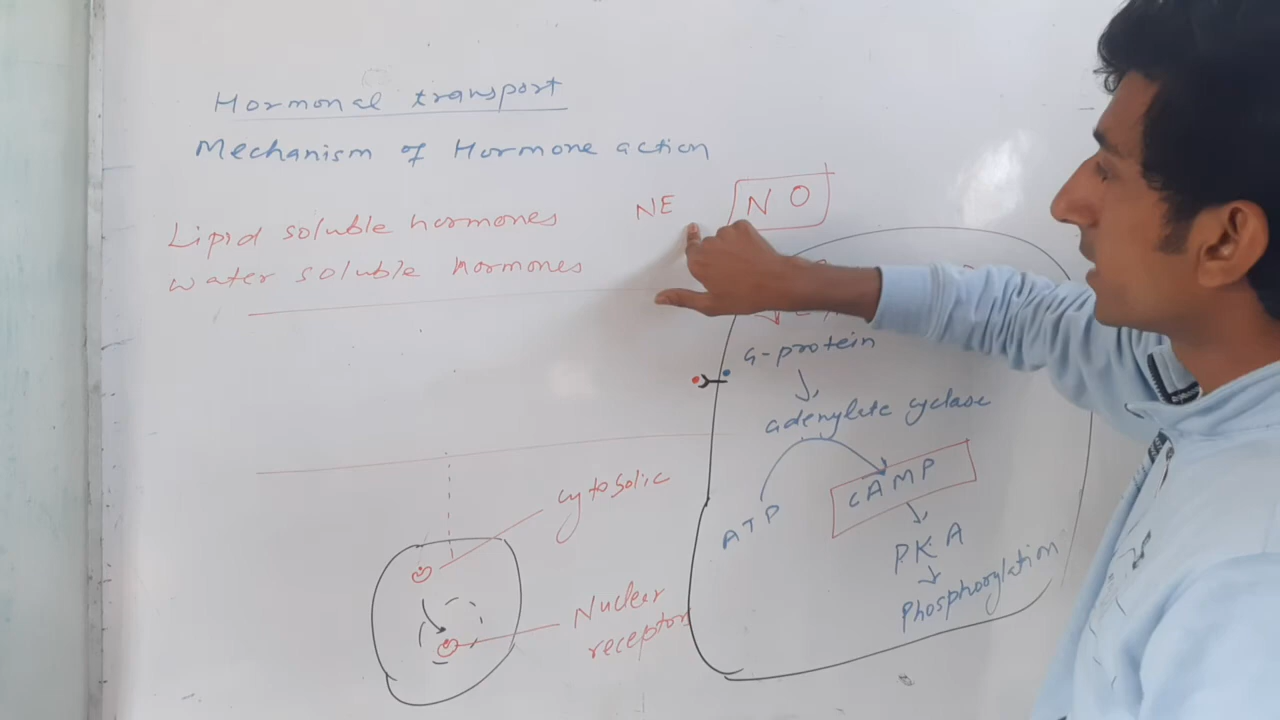 Hormonal transport
Mechanism of Hormone action
Lipid soluble hormones
water soluble hormones
NE
NO
G-protein
adenylate cyclase
ATP
cAMP
PKA
Phosphorylation
cytosolic
Nuclear
receptor